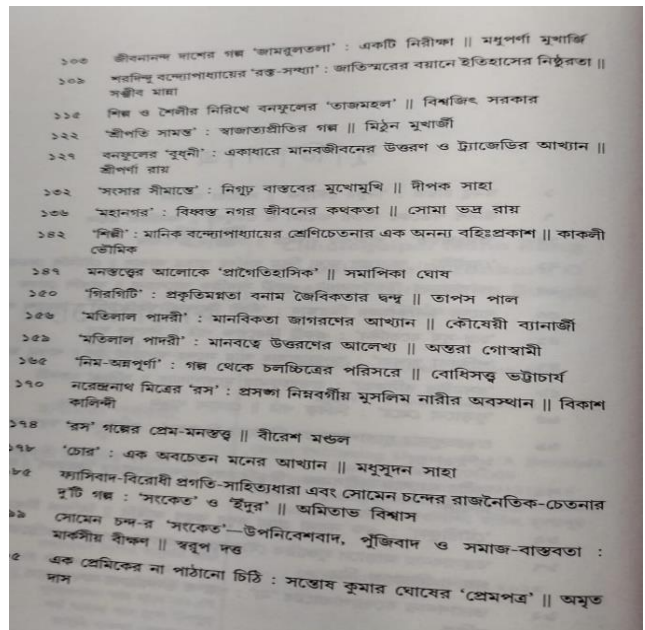 ১০৩ জীবনানন্দ দাশের গল্প ‘জামরুলতলা’ : একটি নিরীক্ষা || মধুপর্ণা মুখার্জি
১০৯ শরদিন্দু বন্দ্যোপাধ্যায়ের ‘রক্ত-সন্ধ্যা’ : জাতিস্মরের বয়ানে ইতিহাসের নিষ্ঠুরতা ||
সঞ্জীব মান্না
১১৫ শিল্প ও শৈলীর নিরিখে বনফুলের ‘তাজমহল’ || বিশ্বজিৎ সরকার
১২২ ‘শ্রীপতি সামন্ত’ : স্বাজাত্যপ্রীতির গল্প || মিঠুন মুখার্জী
১২৭ বনফুলের ‘বুধনী’ : একাধারে মানবজীবনের উত্তরণ ও ট্র্যাজেডির আখ্যান ||
শ্রীপর্ণা রায়
১৩২ ‘সংসার সীমান্তে’ : নিগূঢ় বাস্তবের মুখোমুখি || দীপক সাহা
১৩৬ ‘মহানগর’ : বিধ্বস্ত নগর জীবনের কথকতা || সোমা ভদ্র রায়
১৪২ ‘শিল্পী’ : মানিক বন্দ্যোপাধ্যায়ের শ্রেণিচেতনার এক অনন্য বহিঃপ্রকাশ || কাকলী
ভৌমিক
১৪৭ মনস্তত্ত্বের আলোকে ‘প্রাগৈতিহাসিক’ || সমাপিকা ঘোষ
১৫০ ‘গিরগিটি’ : প্রকৃতিমগ্নতা বনাম জৈবিকতার দ্বন্দ্ব || তাপস পাল
১৫৬ ‘মতিলাল পাদরী’ : মানবিকতা জাগরণের আখ্যান || কৌষেয়ী ব্যানার্জী
১৫৯ ‘মতিলাল পাদরী’ : মানবত্বে উত্তরণের আলেখ্য || অন্তরা গোস্বামী
১৬৫ ‘নিম-অন্নপূর্ণা’ : গল্প থেকে চলচ্চিত্রের পরিসরে || বোধিসত্ত্ব ভট্টাচার্য
১৭০ নরেন্দ্রনাথ মিত্রের ‘রস’ : প্রসঙ্গ নিম্নবর্গীয় মুসলিম নারীর অবস্থান || বিকাশ
কালিন্দী
১৭৪ ‘রস’ গল্পের প্রেম-মনস্তত্ত্ব || বীরেশ মণ্ডল
১৭৮ ‘চোর’ : এক অবচেতন মনের আখ্যান || মধুসূদন সাহা
৮৫ ফ্যাসিবাদ-বিরোধী প্রগতি-সাহিত্যধারা এবং সোমেন চন্দের রাজনৈতিক-চেতনার
দু’টি গল্প : ‘সংকেত’ ও ‘ইঁদুর’ || অমিতাভ বিশ্বাস
৯ সোমেন চন্দ-র ‘সংকেত’—উপনিবেশবাদ, পুঁজিবাদ ও সমাজ-বাস্তবতা :
মার্কসীয় বীক্ষণ || স্বরূপ দত্ত
৫ এক প্রেমিকের না পাঠানো চিঠি : সন্তোষ কুমার ঘোষের ‘প্রেমপত্র’ || অমৃত
দাস